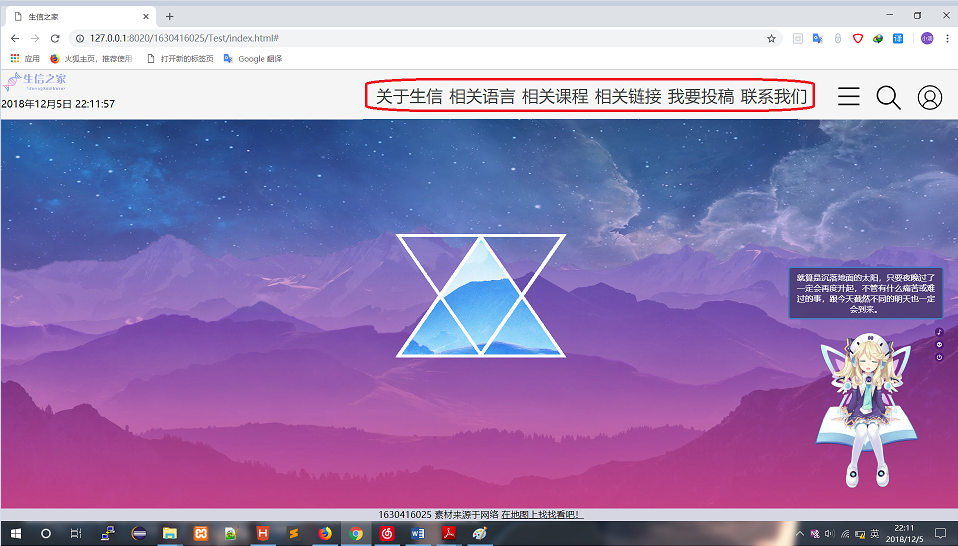 生信之家
127.0.0.1:8020/1630416025/Test/index.html#
应用 火狐主页,推荐使用 打开新的标签页 Google 翻译
生信之家
ShengXinHome
2018年12月5日 22:11:57
关于生信 相关语言 相关课程 相关链接 我要投稿 联系我们
就算是沉落地面的太阳,只要夜晚过了
一定会再度升起,不管有什么痛苦或难
过的事,跟今天截然不同的明天也一定
会到来。
1630416025 素材来源于网络 在地图上找找看吧!
英
22:11
2018/12/5